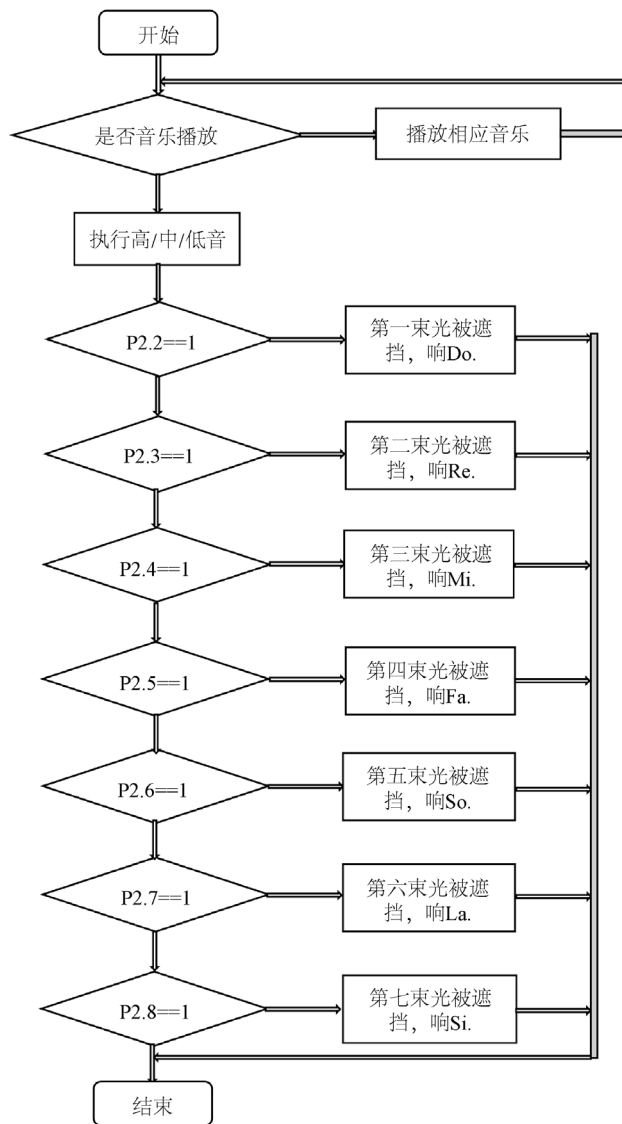 开始
是否音乐播放
播放相应音乐
执行高/中/低音
P2.2==1
第一束光被遮
挡，响Do.
P2.3==1
第二束光被遮
挡，响Re.
P2.4==1
第三束光被遮
挡，响Mi.
P2.5==1
第四束光被遮
挡，响Fa.
P2.6==1
第五束光被遮
挡，响So.
P2.7==1
第六束光被遮
挡，响La.
P2.8==1
第七束光被遮
挡，响Si.
结束